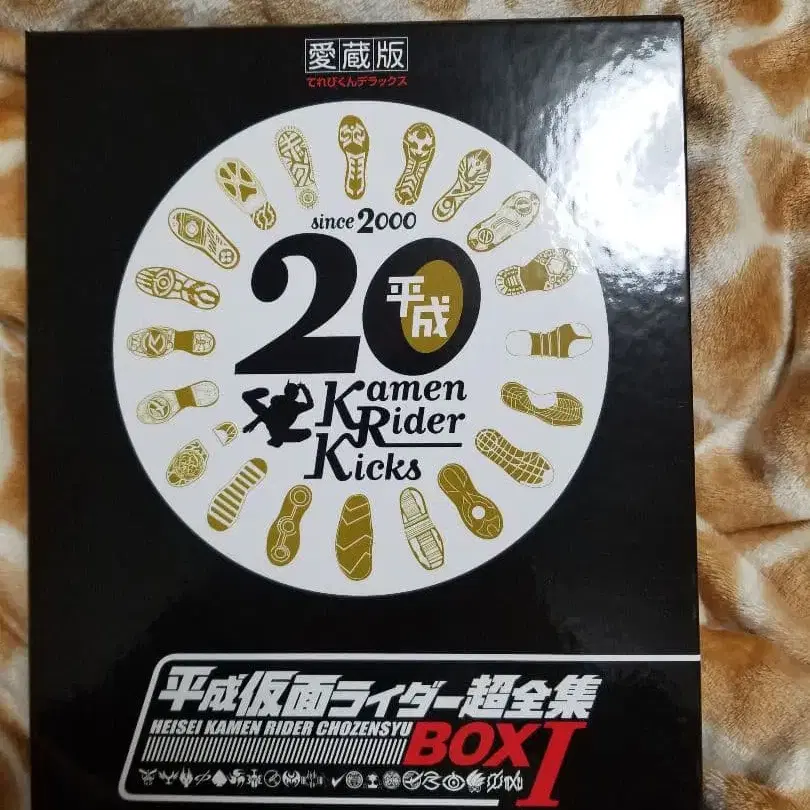 愛蔵版
てれびくんデラックス
since 2000
20
平成
Kamen
Rider
Kicks
平成仮面ライダー超全集
HEISEI KAMEN RIDER CHOZENSYU
BOX I